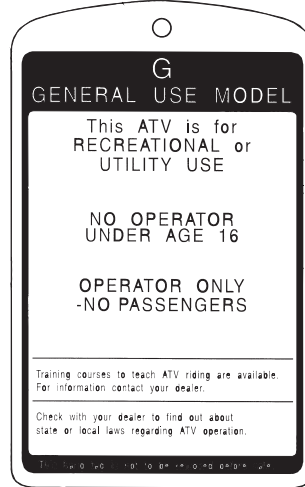 G
GENERAL USE MODEL
This ATV is for
RECREATIONAL or
UTILITY USE
NO OPERATOR
UNDER AGE 16
OPERATOR ONLY
-NO PASSENGERS
Training courses to teach ATV riding are available.
For information contact your dealer.
Check with your dealer to find out about
state or local laws regarding ATV operation.